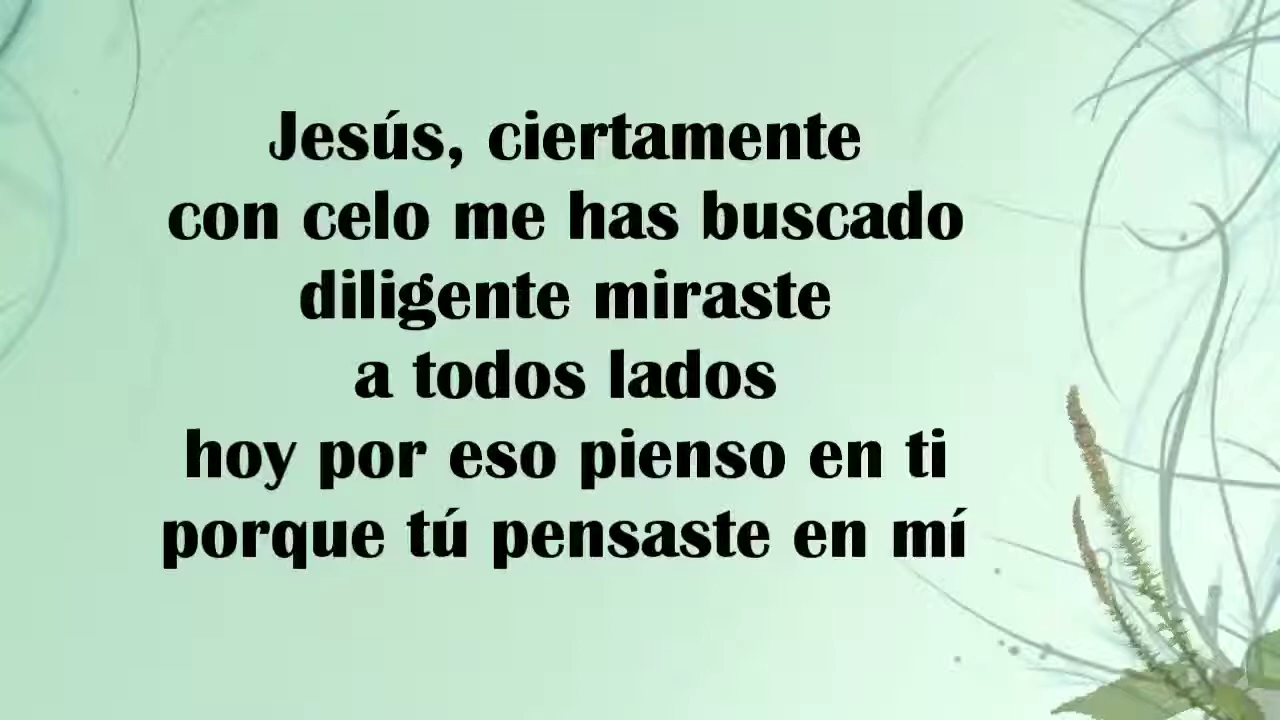 Jesús, ciertamente
con celo me has buscado
diligente miraste
a todos lados
hoy por eso pienso en ti
porque tú pensaste en mí